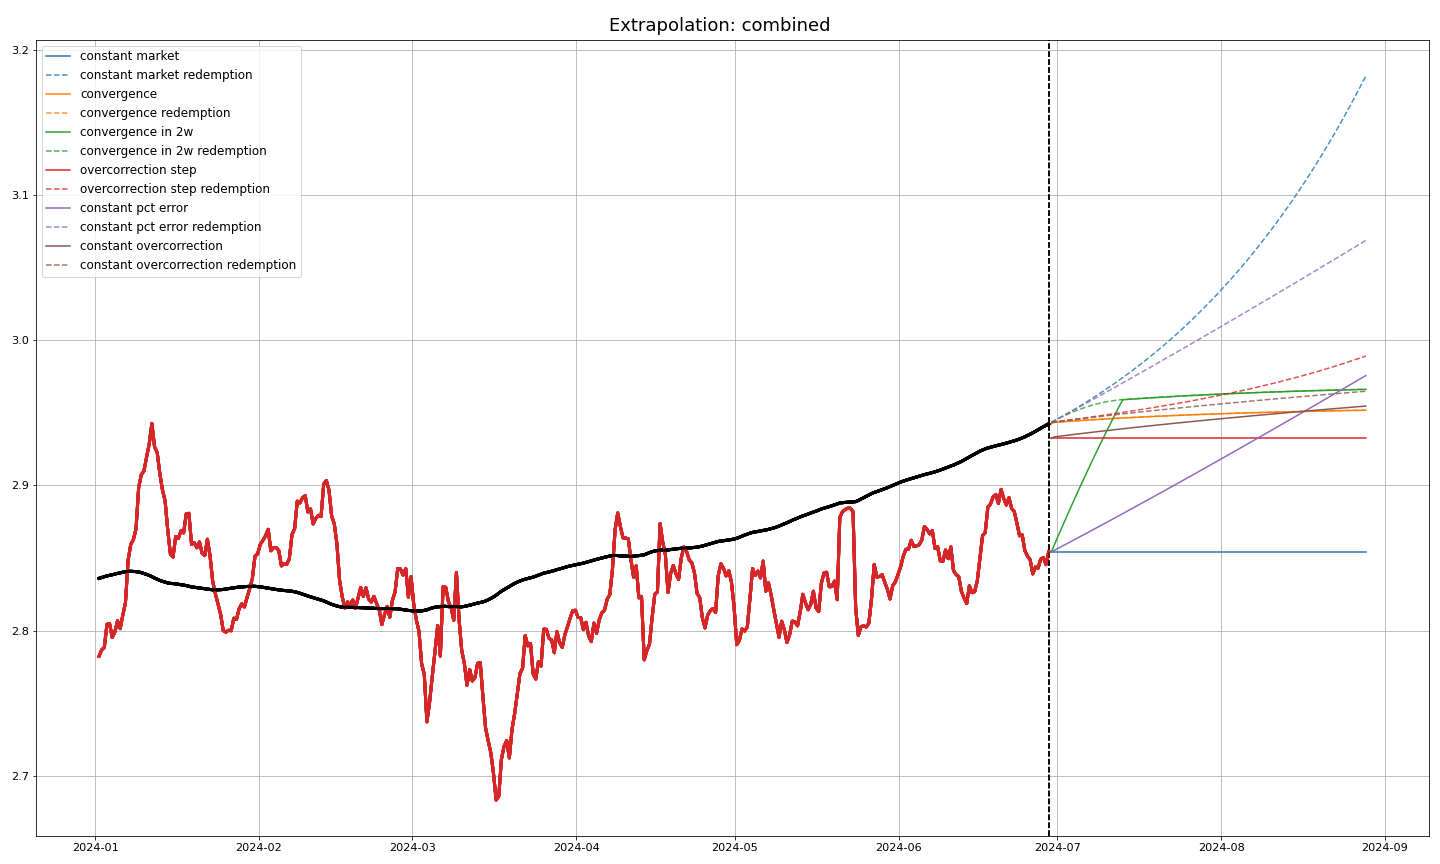 Extrapolation: combined
3.2
3.1
3.0
2.9
2.8
2.7
constant market
constant market redemption
convergence
convergence redemption
convergence in 2w
convergence in 2w redemption
overcorrection step
overcorrection step redemption
constant pct error
constant pct error redemption
constant overcorrection
constant overcorrection redemption
2024-01 2024-02 2024-03 2024-04 2024-05 2024-06 2024-07 2024-08 2024-09